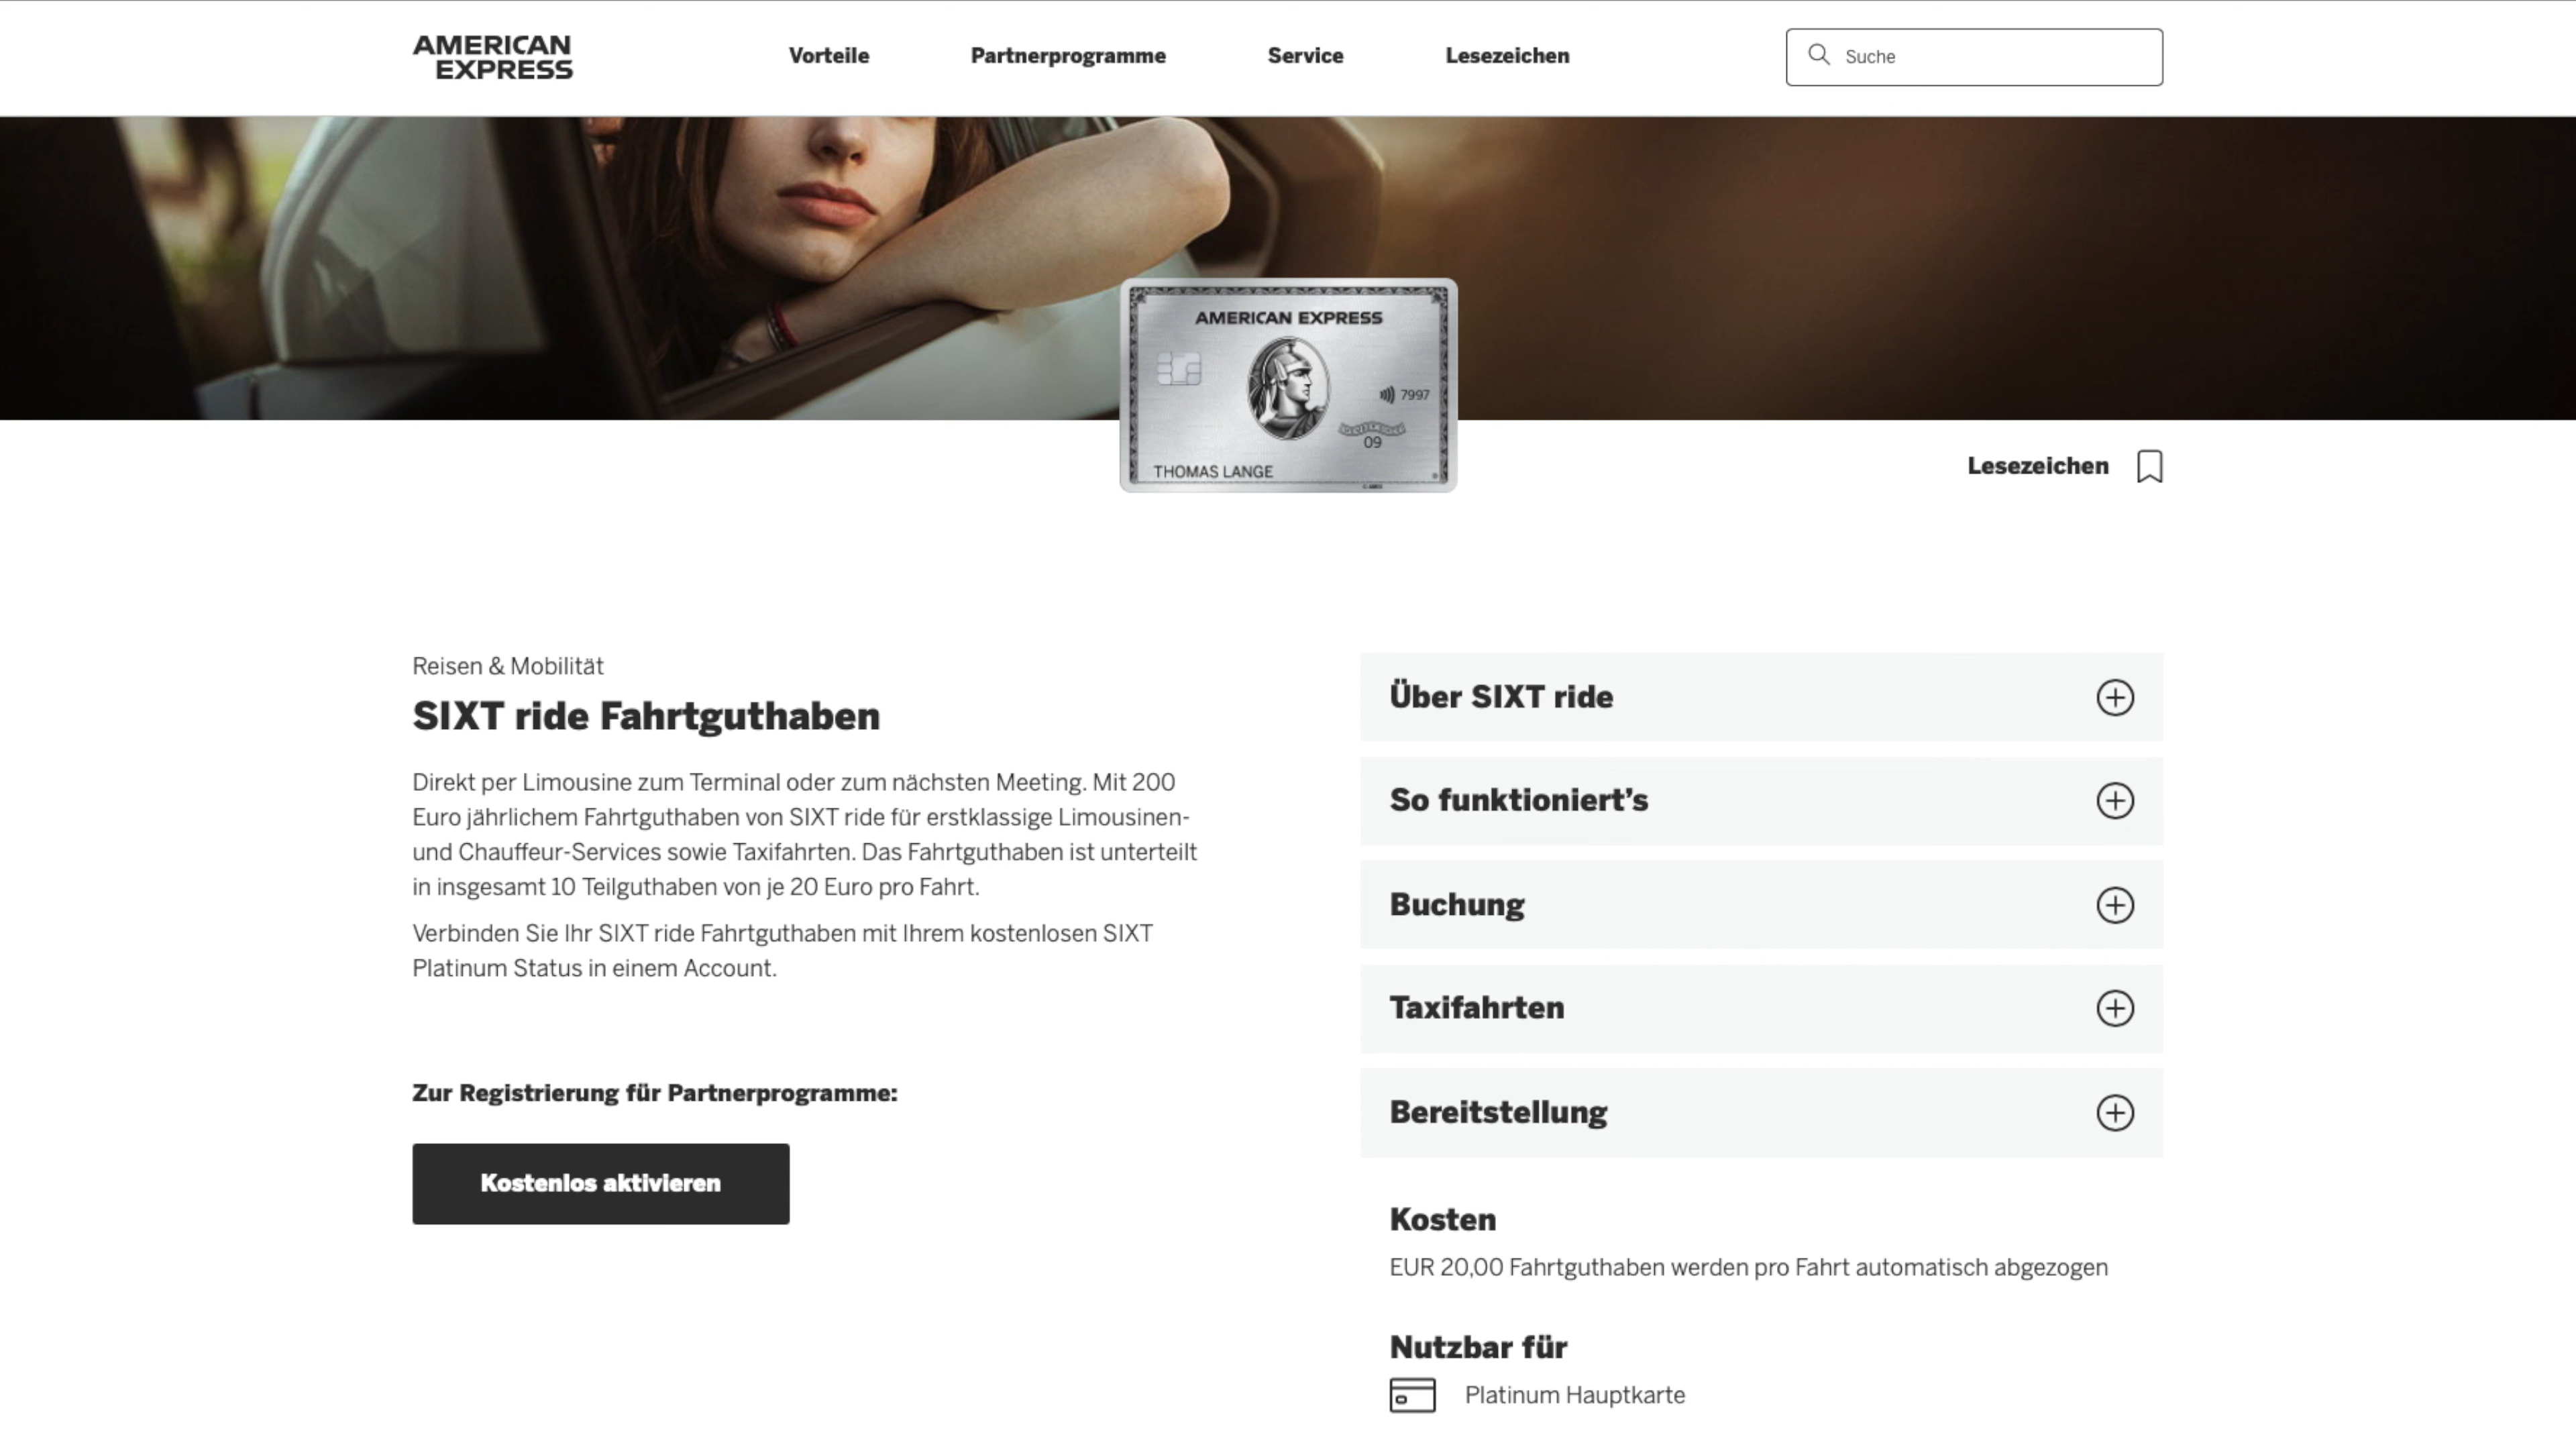 AMERICAN
EXPRESS
Vorteile
Partnerprogramme
Service
Lesezeichen
Suche
AMERICAN EXPRESS
7997
09
THOMAS LANGE
Lesezeichen
Reisen & Mobilität
SIXT ride Fahrtguthaben
Direkt per Limousine zum Terminal oder zum nächsten Meeting. Mit 200
Euro jährlichem Fahrtguthaben von SIXT ride für erstklassige Limousinen-
und Chauffeur-Services sowie Taxifahrten. Das Fahrtguthaben ist unterteilt
in insgesamt 10 Teilguthaben von je 20 Euro pro Fahrt.
Verbinden Sie Ihr SIXT ride Fahrtguthaben mit Ihrem kostenlosen SIXT
Platinum Status in einem Account.
Zur Registrierung für Partnerprogramme:
Kostenlos aktivieren
Über SIXT ride
So funktioniert’s
Buchung
Taxifahrten
Bereitstellung
Kosten
EUR 20,00 Fahrtguthaben werden pro Fahrt automatisch abgezogen
Nutzbar für
Platinum Hauptkarte